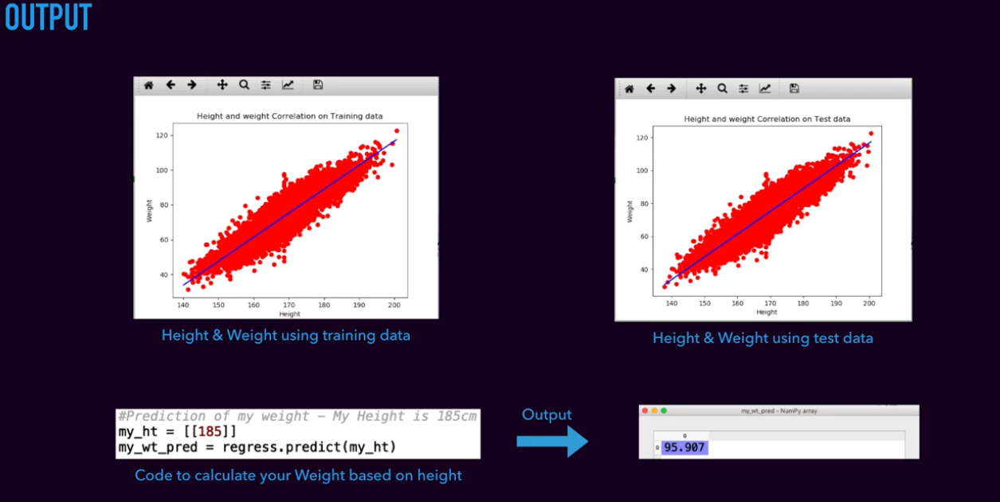 OUTPUT
Height and weight Correlation on Training data
120
100
80
60
40
Weight
140 150 160 170 180 190 200
Height
Height & Weight using training data
Height and weight Correlation on Test data
120
100
80
60
40
Weight
140 150 160 170 180 190 200
Height
Height & Weight using test data
#Prediction of my weight – My Height is 185cm
my_ht = [[185]]
my_wt_pred = regress.predict(my_ht)
Code to calculate your Weight based on height
Output
my_wt_pred - NumPy array
0
0 95.907